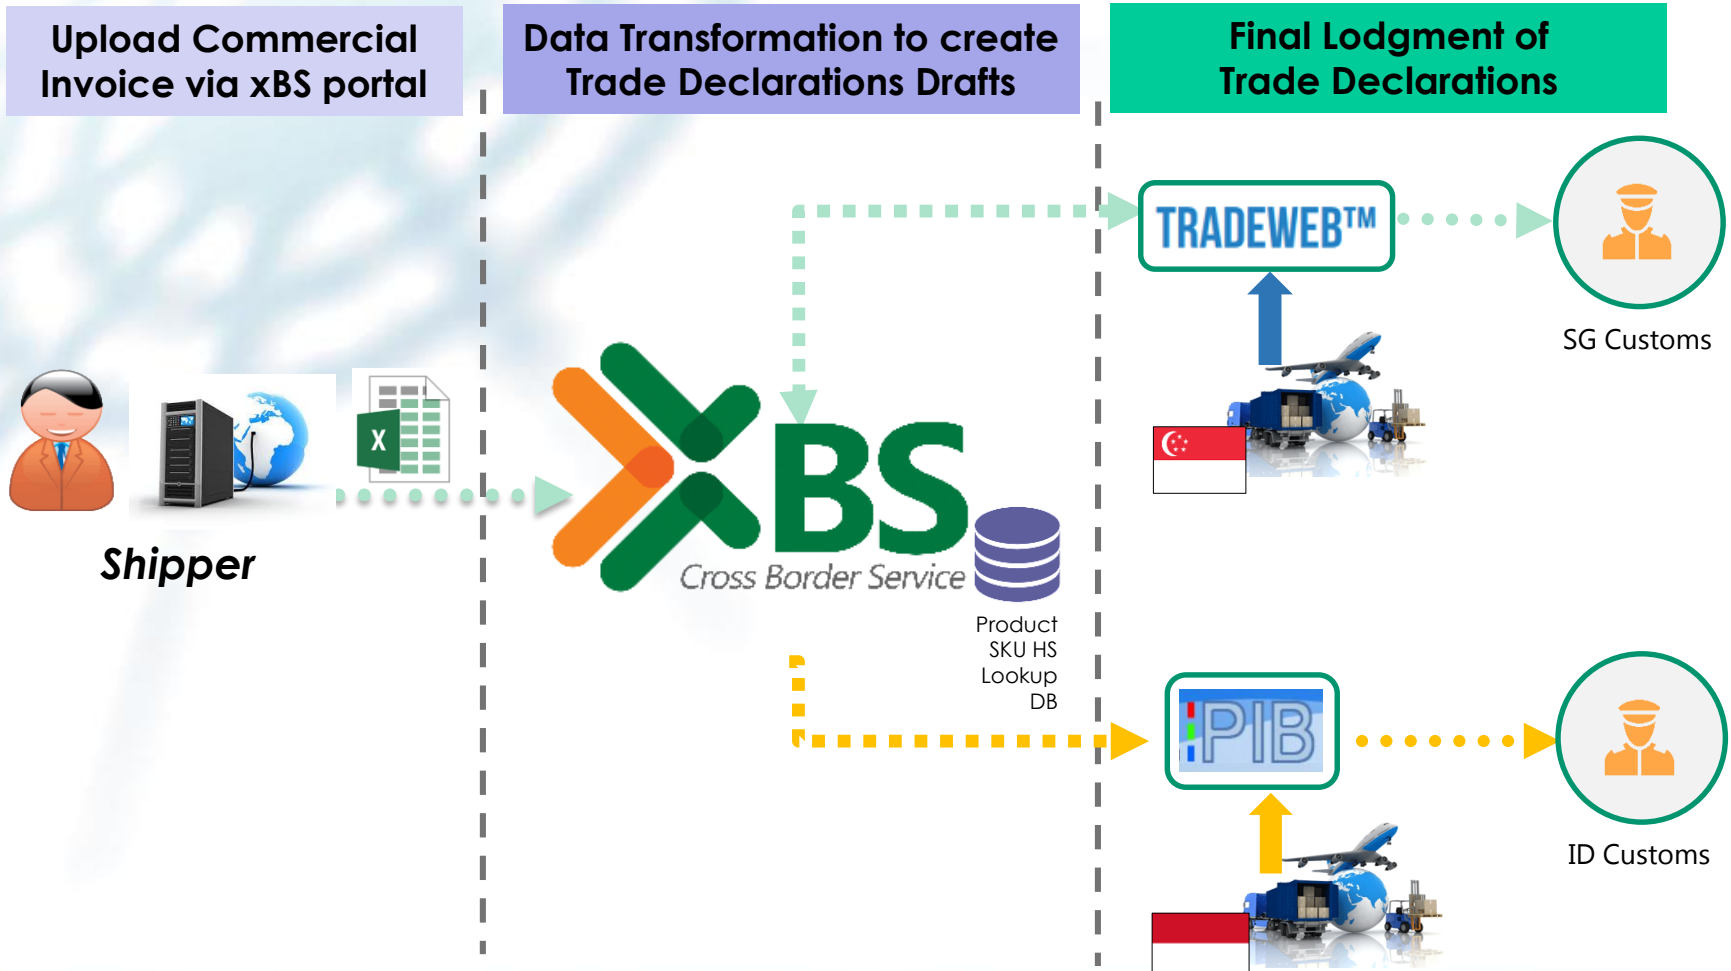 Upload Commercial
Invoice via xBS portal
Data Transformation to create
Trade Declarations Drafts
Final Lodgment of
Trade Declarations
TRADEWEB™
SG Customs
X
Shipper
XBS
Cross Border Service
Product
SKU HS
Lookup
DB
PIB
ID Customs